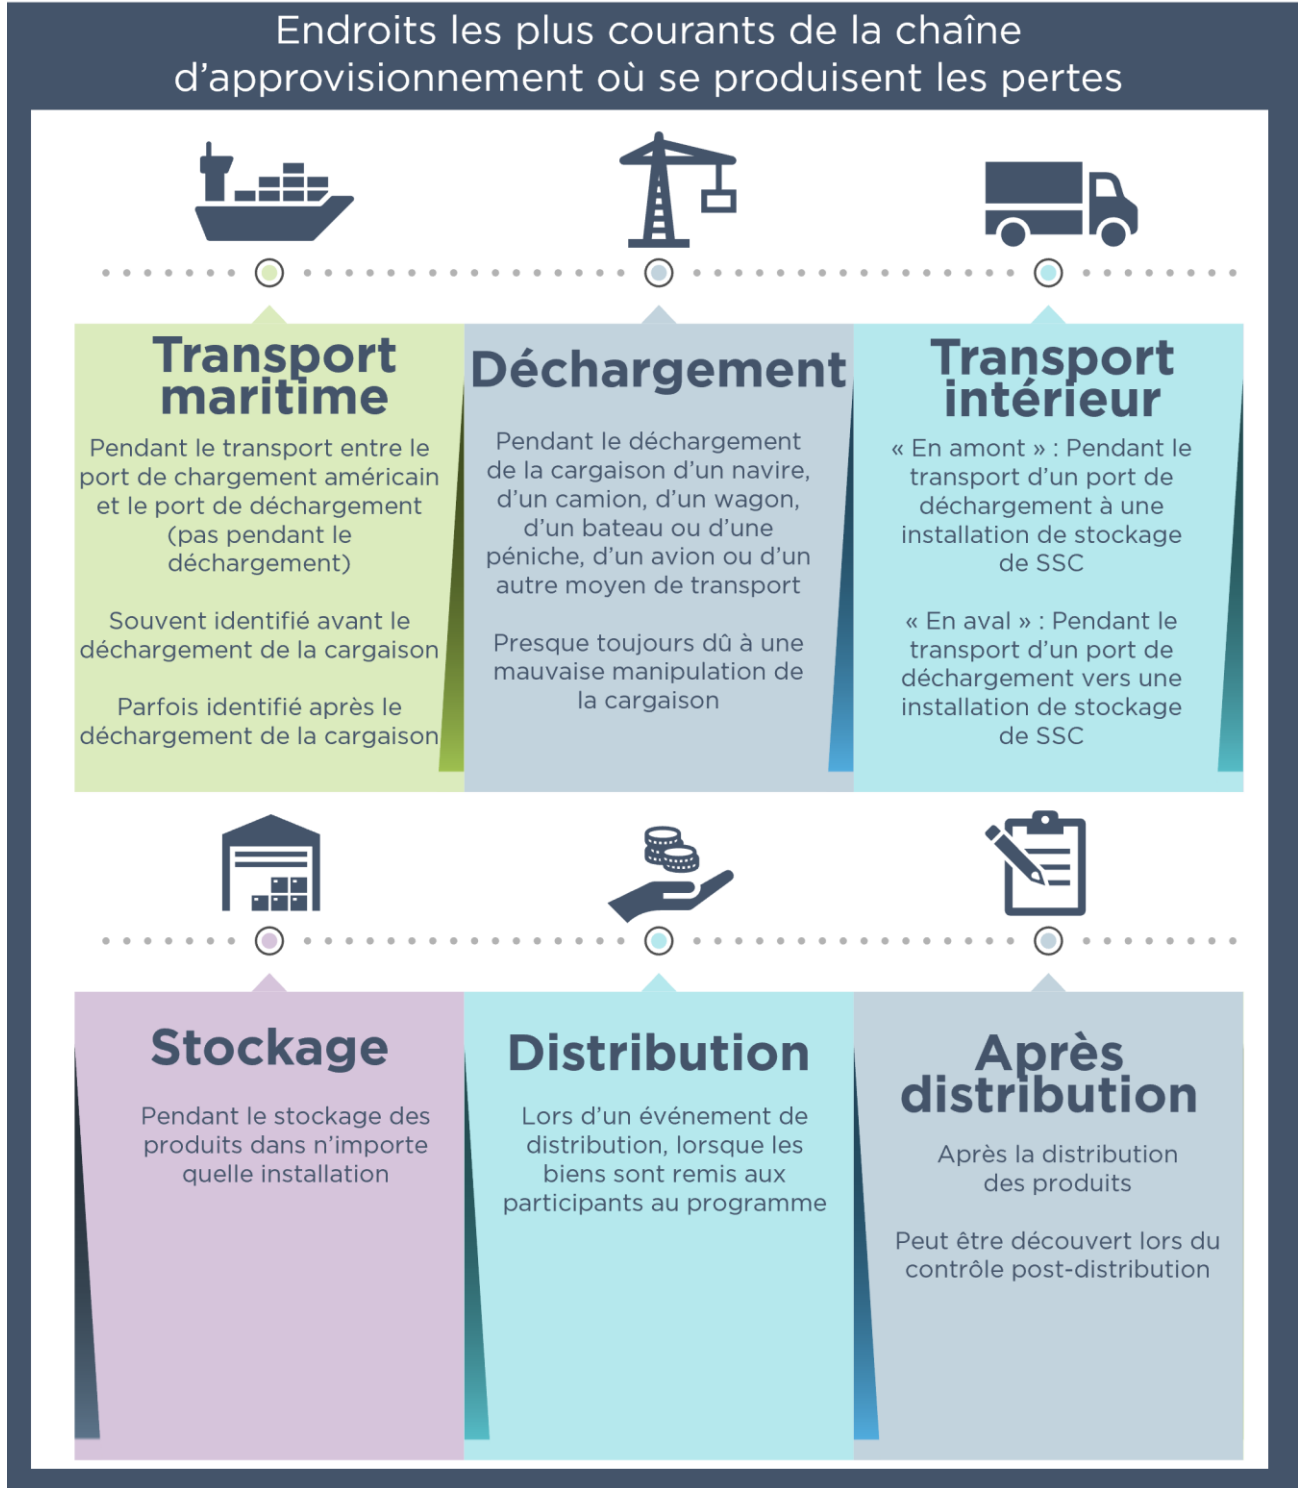 Endroits les plus courants de la chaîne
d’approvisionnement où se produisent les pertes
Transport
maritime
Pendant le transport entre le
port de chargement américain
et le port de déchargement
(pas pendant le
déchargement)
Souvent identifié avant le
déchargement de la cargaison
Parfois identifié après le
déchargement de la cargaison
Déchargement
Pendant le déchargement
de la cargaison d’un navire,
d’un camion, d’un wagon,
d’un bateau ou d’une
péniche, d’un avion ou d’un
autre moyen de transport
Presque toujours dû à une
mauvaise manipulation de
la cargaison
Transport
intérieur
« En amont » : Pendant le
transport d’un port de
déchargement à une
installation de stockage
de SSC
« En aval » : Pendant le
transport d’un port de
déchargement vers une
installation de stockage
de SSC
Stockage
Pendant le stockage des
produits dans n’importe
quelle installation
Distribution
Lors d’un événement de
distribution, lorsque les
biens sont remis aux
participants au programme
Après
distribution
Après la distribution
des produits
Peut être découvert lors du
contrôle post-distribution